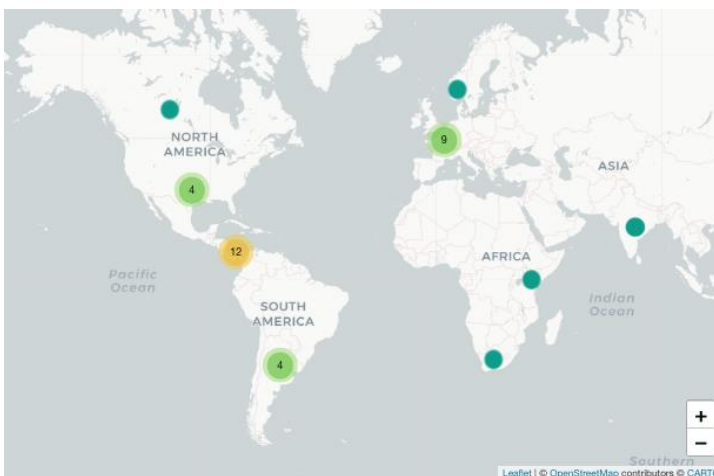 NORTH
AMERICA
9
ASIA
4
12
AFRICA
Pacific
Ocean
Indian
Ocean
SOUTH
AMERICA
4
+
−
Southern
Leaflet | © OpenStreetMap contributors © CARTO